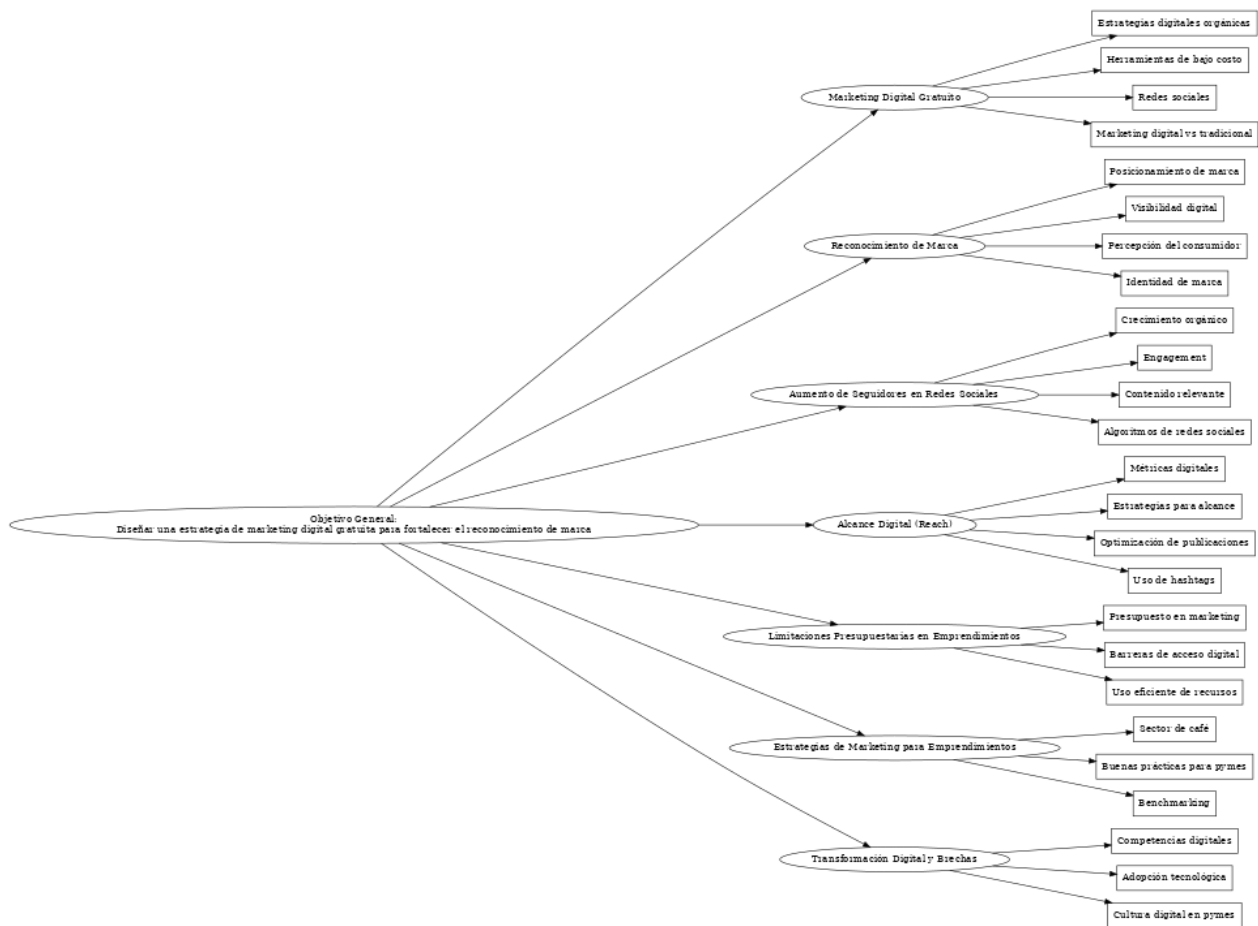 Estrategias digitales orgánicas
Herramientas de bajo costo
Marketing Digital Gratuito
Redes sociales
Marketing digital vs tradicional
Posicionamiento de marca
Visibilidad digital
Reconocimiento de Marca
Percepción del consumidor
Identidad de marca
Crecimiento orgánico
Engagement
Aumento de Seguidores en Redes Sociales
Contenido relevante
Algoritmos de redes sociales
Métricas digitales
Estrategias para alcance
Objetivo General:
Diseñar una estrategia de marketing digital gratuita para fortalecer el reconocimiento de marca
Alcance Digital (Reach)
Optimización de publicaciones
Uso de hashtags
Presupuesto en marketing
Limitaciones Presupuestarias en Emprendimientos
Barreras de acceso digital
Uso eficiente de recursos
Sector de café
Estrategias de Marketing para Emprendimientos
Buenas prácticas para pymes
Benchmarking
Competencias digitales
Transformación Digital y Brechas
Adopción tecnológica
Cultura digital en pymes